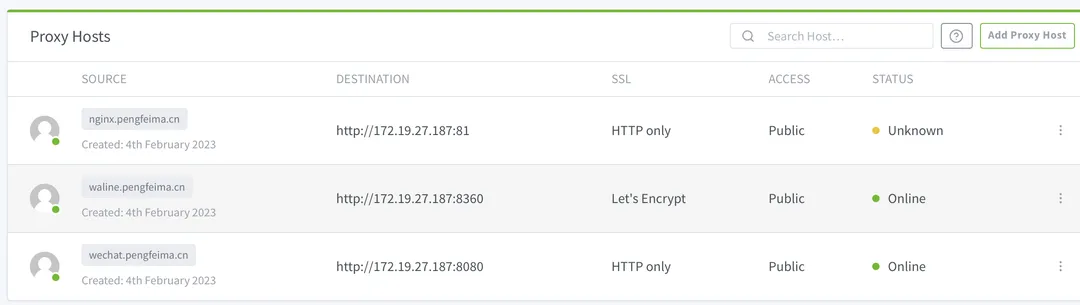 Proxy Hosts
Search Host...
Add Proxy Host
SOURCE DESTINATION SSL ACCESS STATUS
nginx.pengfeima.cn
Created: 4th February 2023
http://172.19.27.187:81 HTTP only Public Unknown
waline.pengfeima.cn
Created: 4th February 2023
http://172.19.27.187:8360 Let's Encrypt Public Online
wechat.pengfeima.cn
Created: 4th February 2023
http://172.19.27.187:8080 HTTP only Public Online